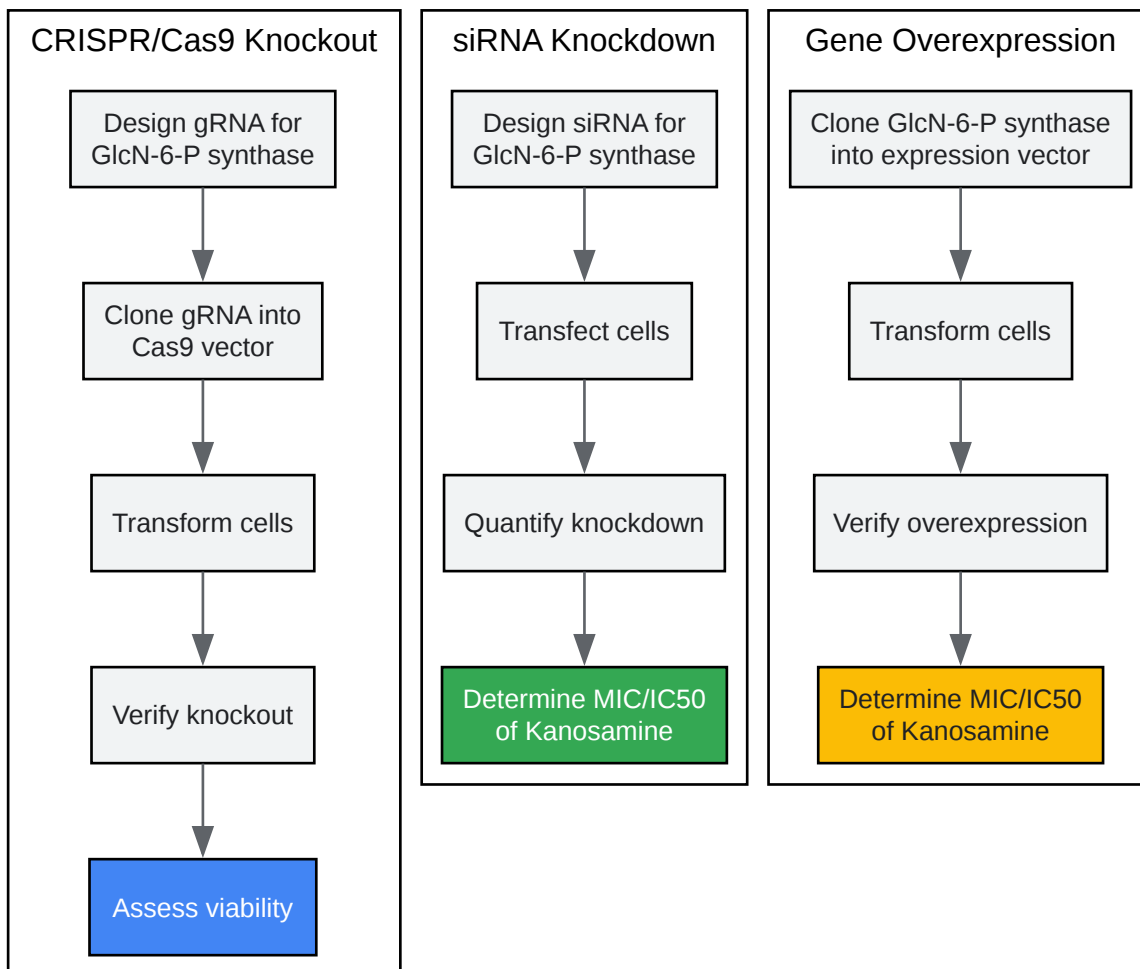 CRISPR/Cas9 Knockout
Design gRNA for
GlcN-6-P synthase
Clone gRNA into
Cas9 vector
Transform cells
Verify knockout
Assess viability
siRNA Knockdown
Design siRNA for
GlcN-6-P synthase
Transfect cells
Quantify knockdown
Determine MIC/IC50
of Kanosamine
Gene Overexpression
Clone GlcN-6-P synthase
into expression vector
Transform cells
Verify overexpression
Determine MIC/IC50
of Kanosamine